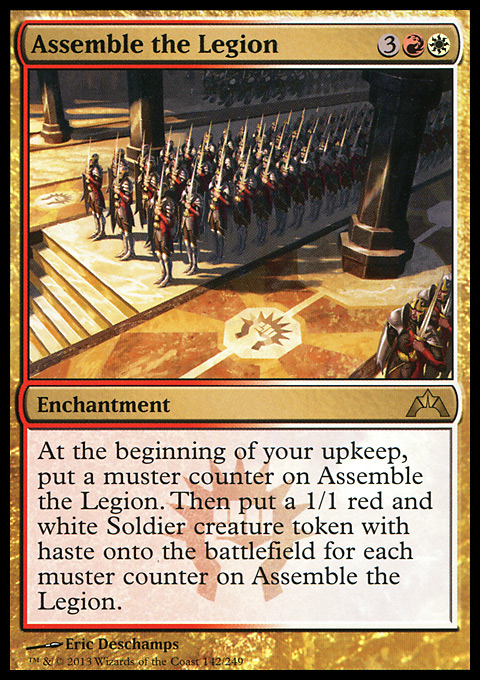 Assemble the Legion 3
Enchantment
At the beginning of your upkeep,
put a muster counter on Assemble
the Legion. Then put a 1/1 red and
white Soldier creature token with
haste onto the battlefield for each
muster counter on Assemble the
Legion.
Eric Deschamps
™ & © 2013 Wizards of the Coast 142/249